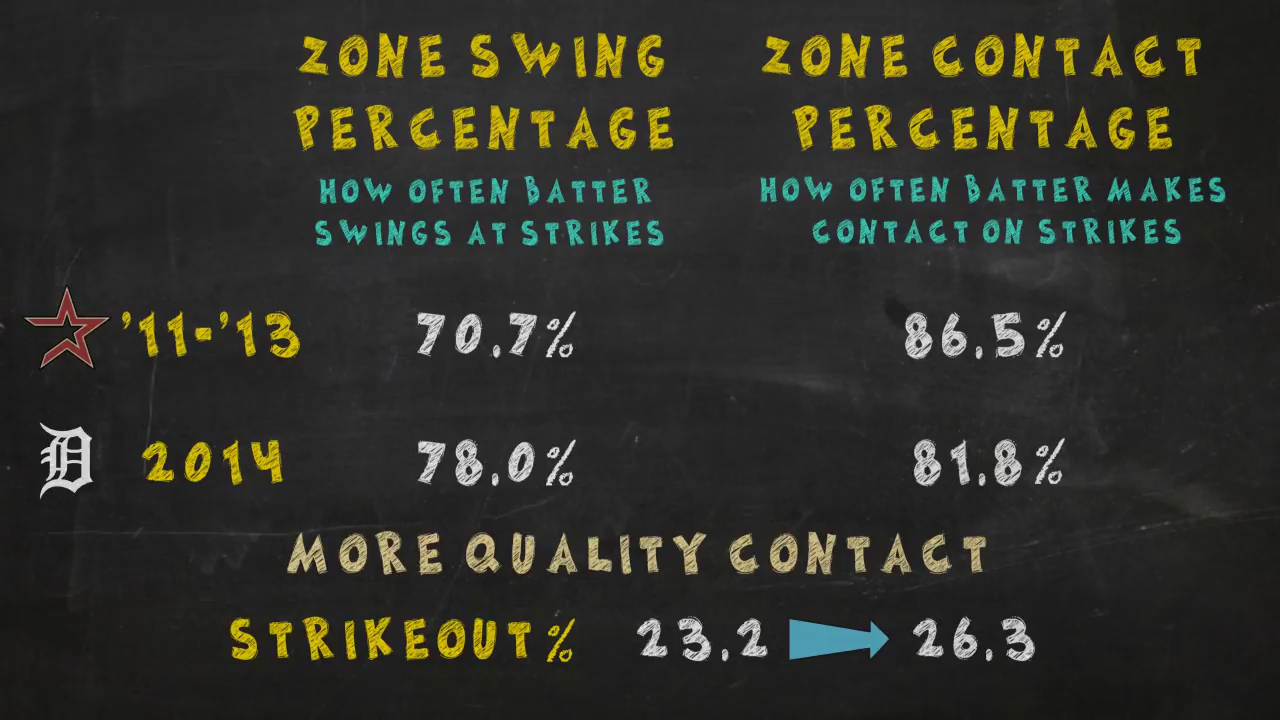 ZONE SWING
PERCENTAGE
HOW OFTEN BATTER
SWINGS AT STRIKES
ZONE CONTACT
PERCENTAGE
HOW OFTEN BATTER MAKES
CONTACT ON STRIKES
'11-'13 70.7% 86.5%
D 2014 78.0% 81.8%
MORE QUALITY CONTACT
STRIKEOUT% 23.2 26.3